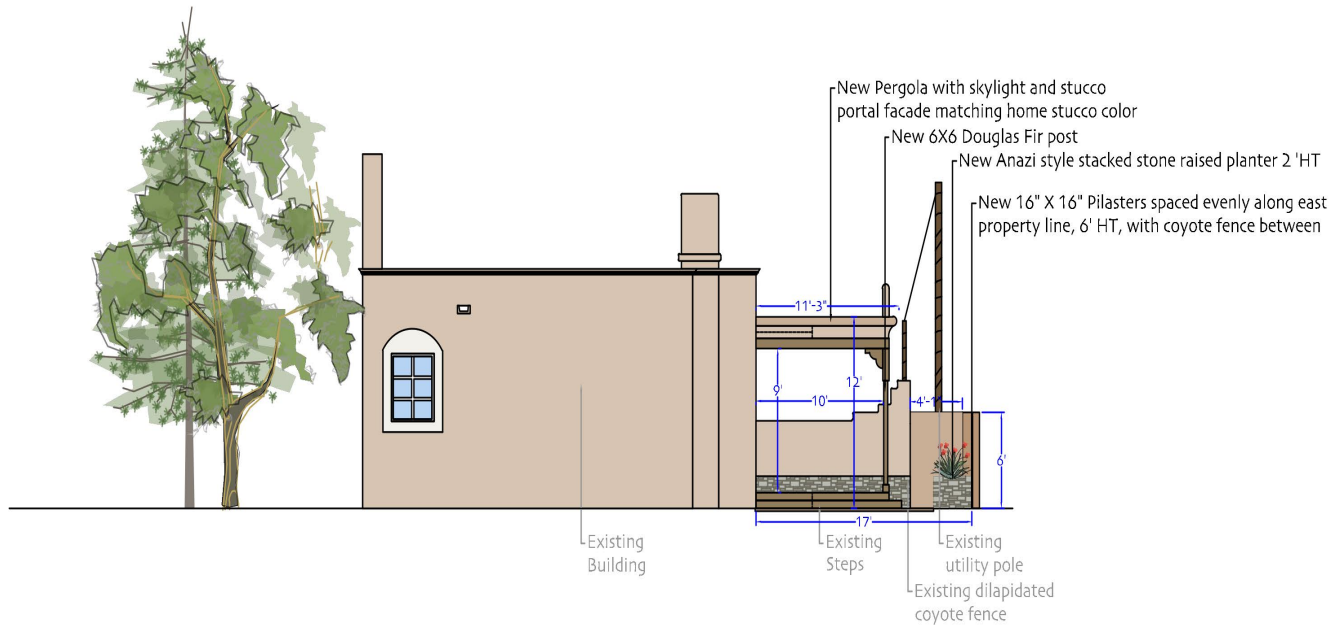 New Pergola with skylight and stucco
portal facade matching home stucco color
New 6X6 Douglas Fir post
New Anazi style stacked stone raised planter 2 'HT
New 16" X 16" Pilasters spaced evenly along east
property line, 6' HT, with coyote fence between
11'-3"
9'
12'
10'
4'-1"
6'
17'
Existing
Building
Existing
Steps
Existing
utility pole
Existing dilapidated
coyote fence